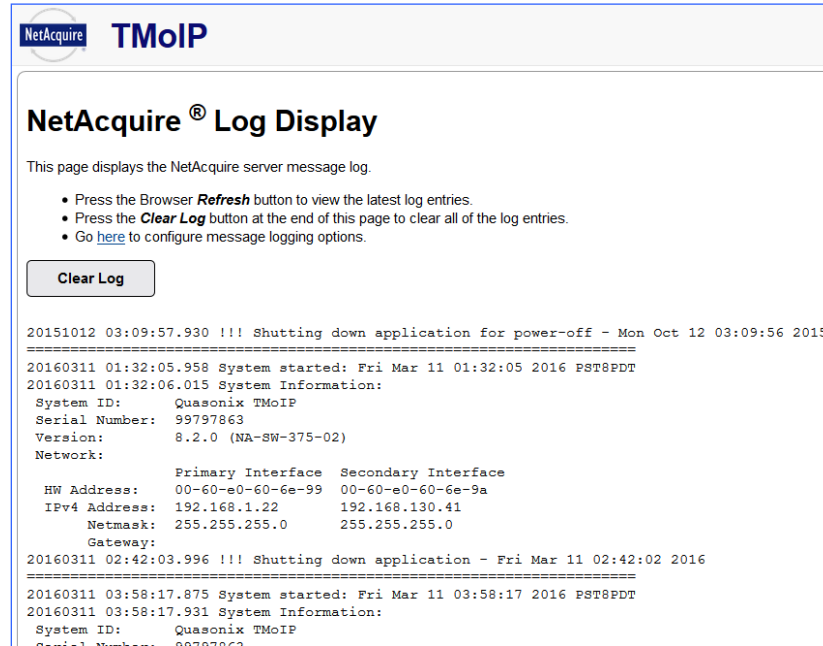 NetAcquire TMoIP
NetAcquire ® Log Display
This page displays the NetAcquire server message log.
• Press the Browser Refresh button to view the latest log entries.
• Press the Clear Log button at the end of this page to clear all of the log entries.
• Go here to configure message logging options.
Clear Log
20151012 03:09:57.930 !!! Shutting down application for power-off - Mon Oct 12 03:09:56 2015
======================================================================
20160311 01:32:05.958 System started: Fri Mar 11 01:32:05 2016 PST8PDT
20160311 01:32:06.015 System Information:
System ID: Quasonix TMoIP
Serial Number: 99797863
Version: 8.2.0 (NA-SW-375-02)
Network:
Primary Interface Secondary Interface
HW Address: 00-60-e0-60-6e-99 00-60-e0-60-6e-9a
IPv4 Address: 192.168.1.22 192.168.130.41
Netmask: 255.255.255.0 255.255.255.0
Gateway:
20160311 02:42:03.996 !!! Shutting down application - Fri Mar 11 02:42:02 2016
======================================================================
20160311 03:58:17.875 System started: Fri Mar 11 03:58:17 2016 PST8PDT
20160311 03:58:17.931 System Information:
System ID: Quasonix TMoIP
Serial Number: 99797863